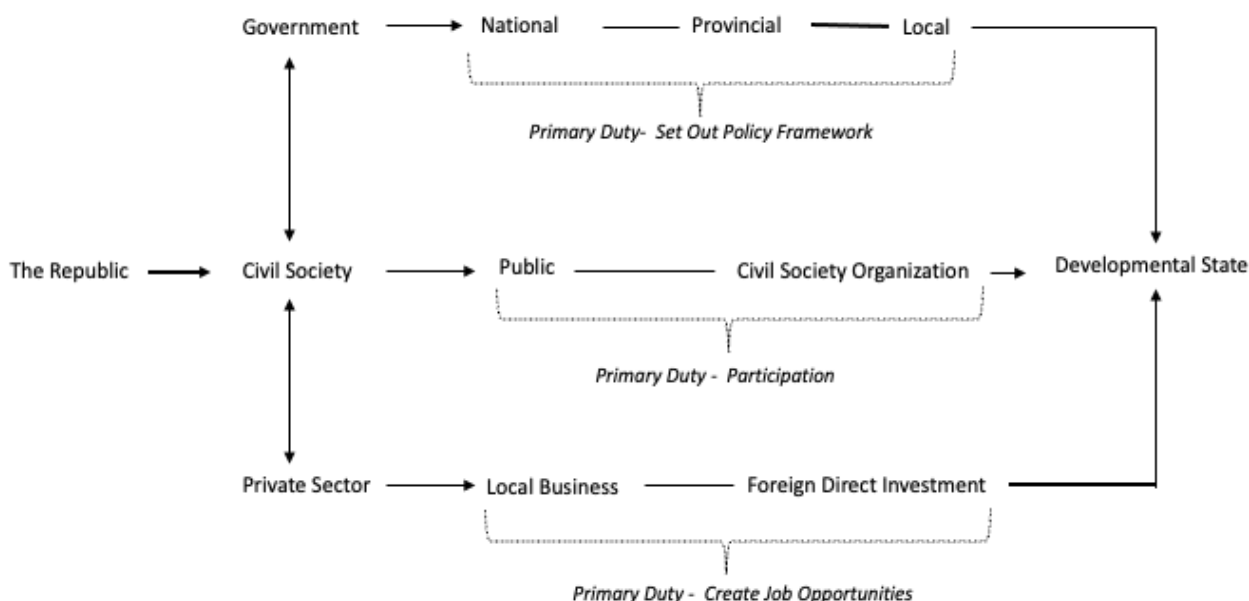 Government National Provincial Local
Primary Duty- Set Out Policy Framework
The Republic Civil Society Public Civil Society Organization Developmental State
Primary Duty - Participation
Private Sector Local Business Foreign Direct Investment
Primary Duty - Create Job Opportunities